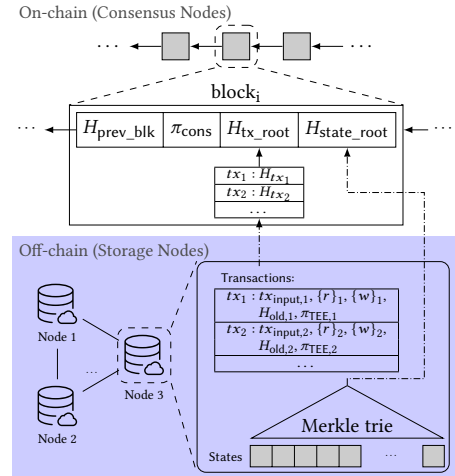 On-chain (Consensus Nodes)
... ...
block_i
... H_prev_blk π_cons H_tx_root H_state_root ...
tx_1 : H_tx_1
tx_2 : H_tx_2
...
Off-chain (Storage Nodes)
Transactions:
tx_1 : tx_input,1, {r}_1, {w}_1,
H_old,1, π_TEE,1
tx_2 : tx_input,2, {r}_2, {w}_2,
H_old,2, π_TEE,2
...
Node 1
...
Node 3
Node 2
Merkle trie
States ...